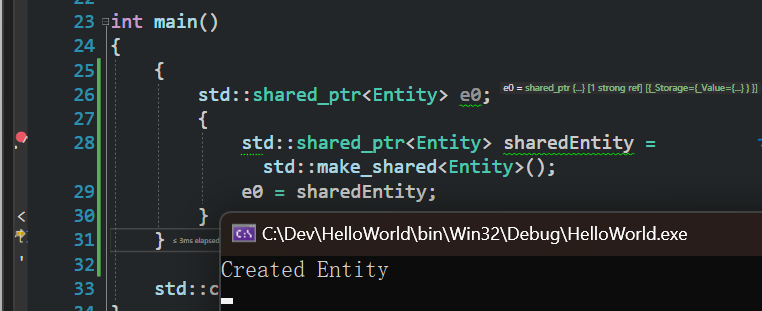 22
23 int main()
24 {
25 {
26 std::shared_ptr<Entity> e0; e0 = shared_ptr {...} [1 strong ref] [{_Storage={_Value={...} } }]
27 {
28 std::shared_ptr<Entity> sharedEntity =
std::make_shared<Entity>();
29 e0 = sharedEntity;
30 }
31 } ≤ 3ms elapsed
32
33 std::c
34 }
C:\Dev\HelloWorld\bin\Win32\Debug\HelloWorld.exe
Created Entity